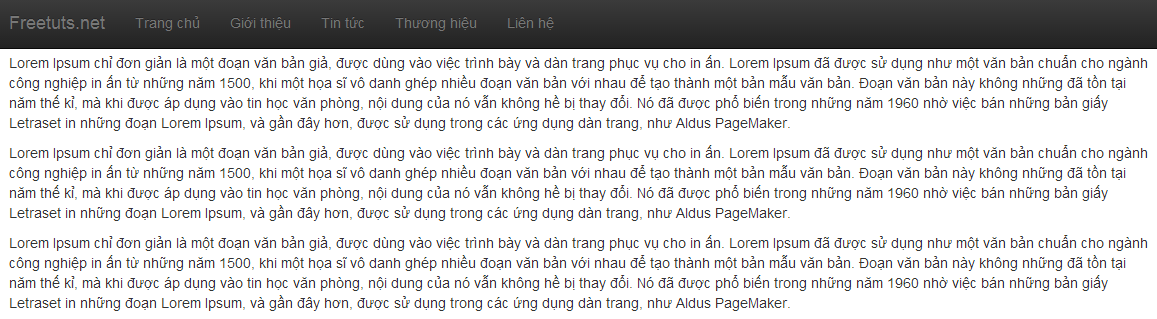 Freetuts.net Trang chủ Giới thiệu Tin tức Thương hiệu Liên hệ
Lorem Ipsum chỉ đơn giản là một đoạn văn bản giả, được dùng vào việc trình bày và dàn trang phục vụ cho in ấn. Lorem Ipsum đã được sử dụng như một văn bản chuẩn cho ngành
công nghiệp in ấn từ những năm 1500, khi một họa sĩ vô danh ghép nhiều đoạn văn bản với nhau để tạo thành một bản mẫu văn bản. Đoạn văn bản này không những đã tồn tại
năm thế kỉ, mà khi được áp dụng vào tin học văn phòng, nội dung của nó vẫn không hề bị thay đổi. Nó đã được phổ biến trong những năm 1960 nhờ việc bán những bản giấy
Letraset in những đoạn Lorem Ipsum, và gần đây hơn, được sử dụng trong các ứng dụng dàn trang, như Aldus PageMaker.
Lorem Ipsum chỉ đơn giản là một đoạn văn bản giả, được dùng vào việc trình bày và dàn trang phục vụ cho in ấn. Lorem Ipsum đã được sử dụng như một văn bản chuẩn cho ngành
công nghiệp in ấn từ những năm 1500, khi một họa sĩ vô danh ghép nhiều đoạn văn bản với nhau để tạo thành một bản mẫu văn bản. Đoạn văn bản này không những đã tồn tại
năm thế kỉ, mà khi được áp dụng vào tin học văn phòng, nội dung của nó vẫn không hề bị thay đổi. Nó đã được phổ biến trong những năm 1960 nhờ việc bán những bản giấy
Letraset in những đoạn Lorem Ipsum, và gần đây hơn, được sử dụng trong các ứng dụng dàn trang, như Aldus PageMaker.
Lorem Ipsum chỉ đơn giản là một đoạn văn bản giả, được dùng vào việc trình bày và dàn trang phục vụ cho in ấn. Lorem Ipsum đã được sử dụng như một văn bản chuẩn cho ngành
công nghiệp in ấn từ những năm 1500, khi một họa sĩ vô danh ghép nhiều đoạn văn bản với nhau để tạo thành một bản mẫu văn bản. Đoạn văn bản này không những đã tồn tại
năm thế kỉ, mà khi được áp dụng vào tin học văn phòng, nội dung của nó vẫn không hề bị thay đổi. Nó đã được phổ biến trong những năm 1960 nhờ việc bán những bản giấy
Letraset in những đoạn Lorem Ipsum, và gần đây hơn, được sử dụng trong các ứng dụng dàn trang, như Aldus PageMaker.